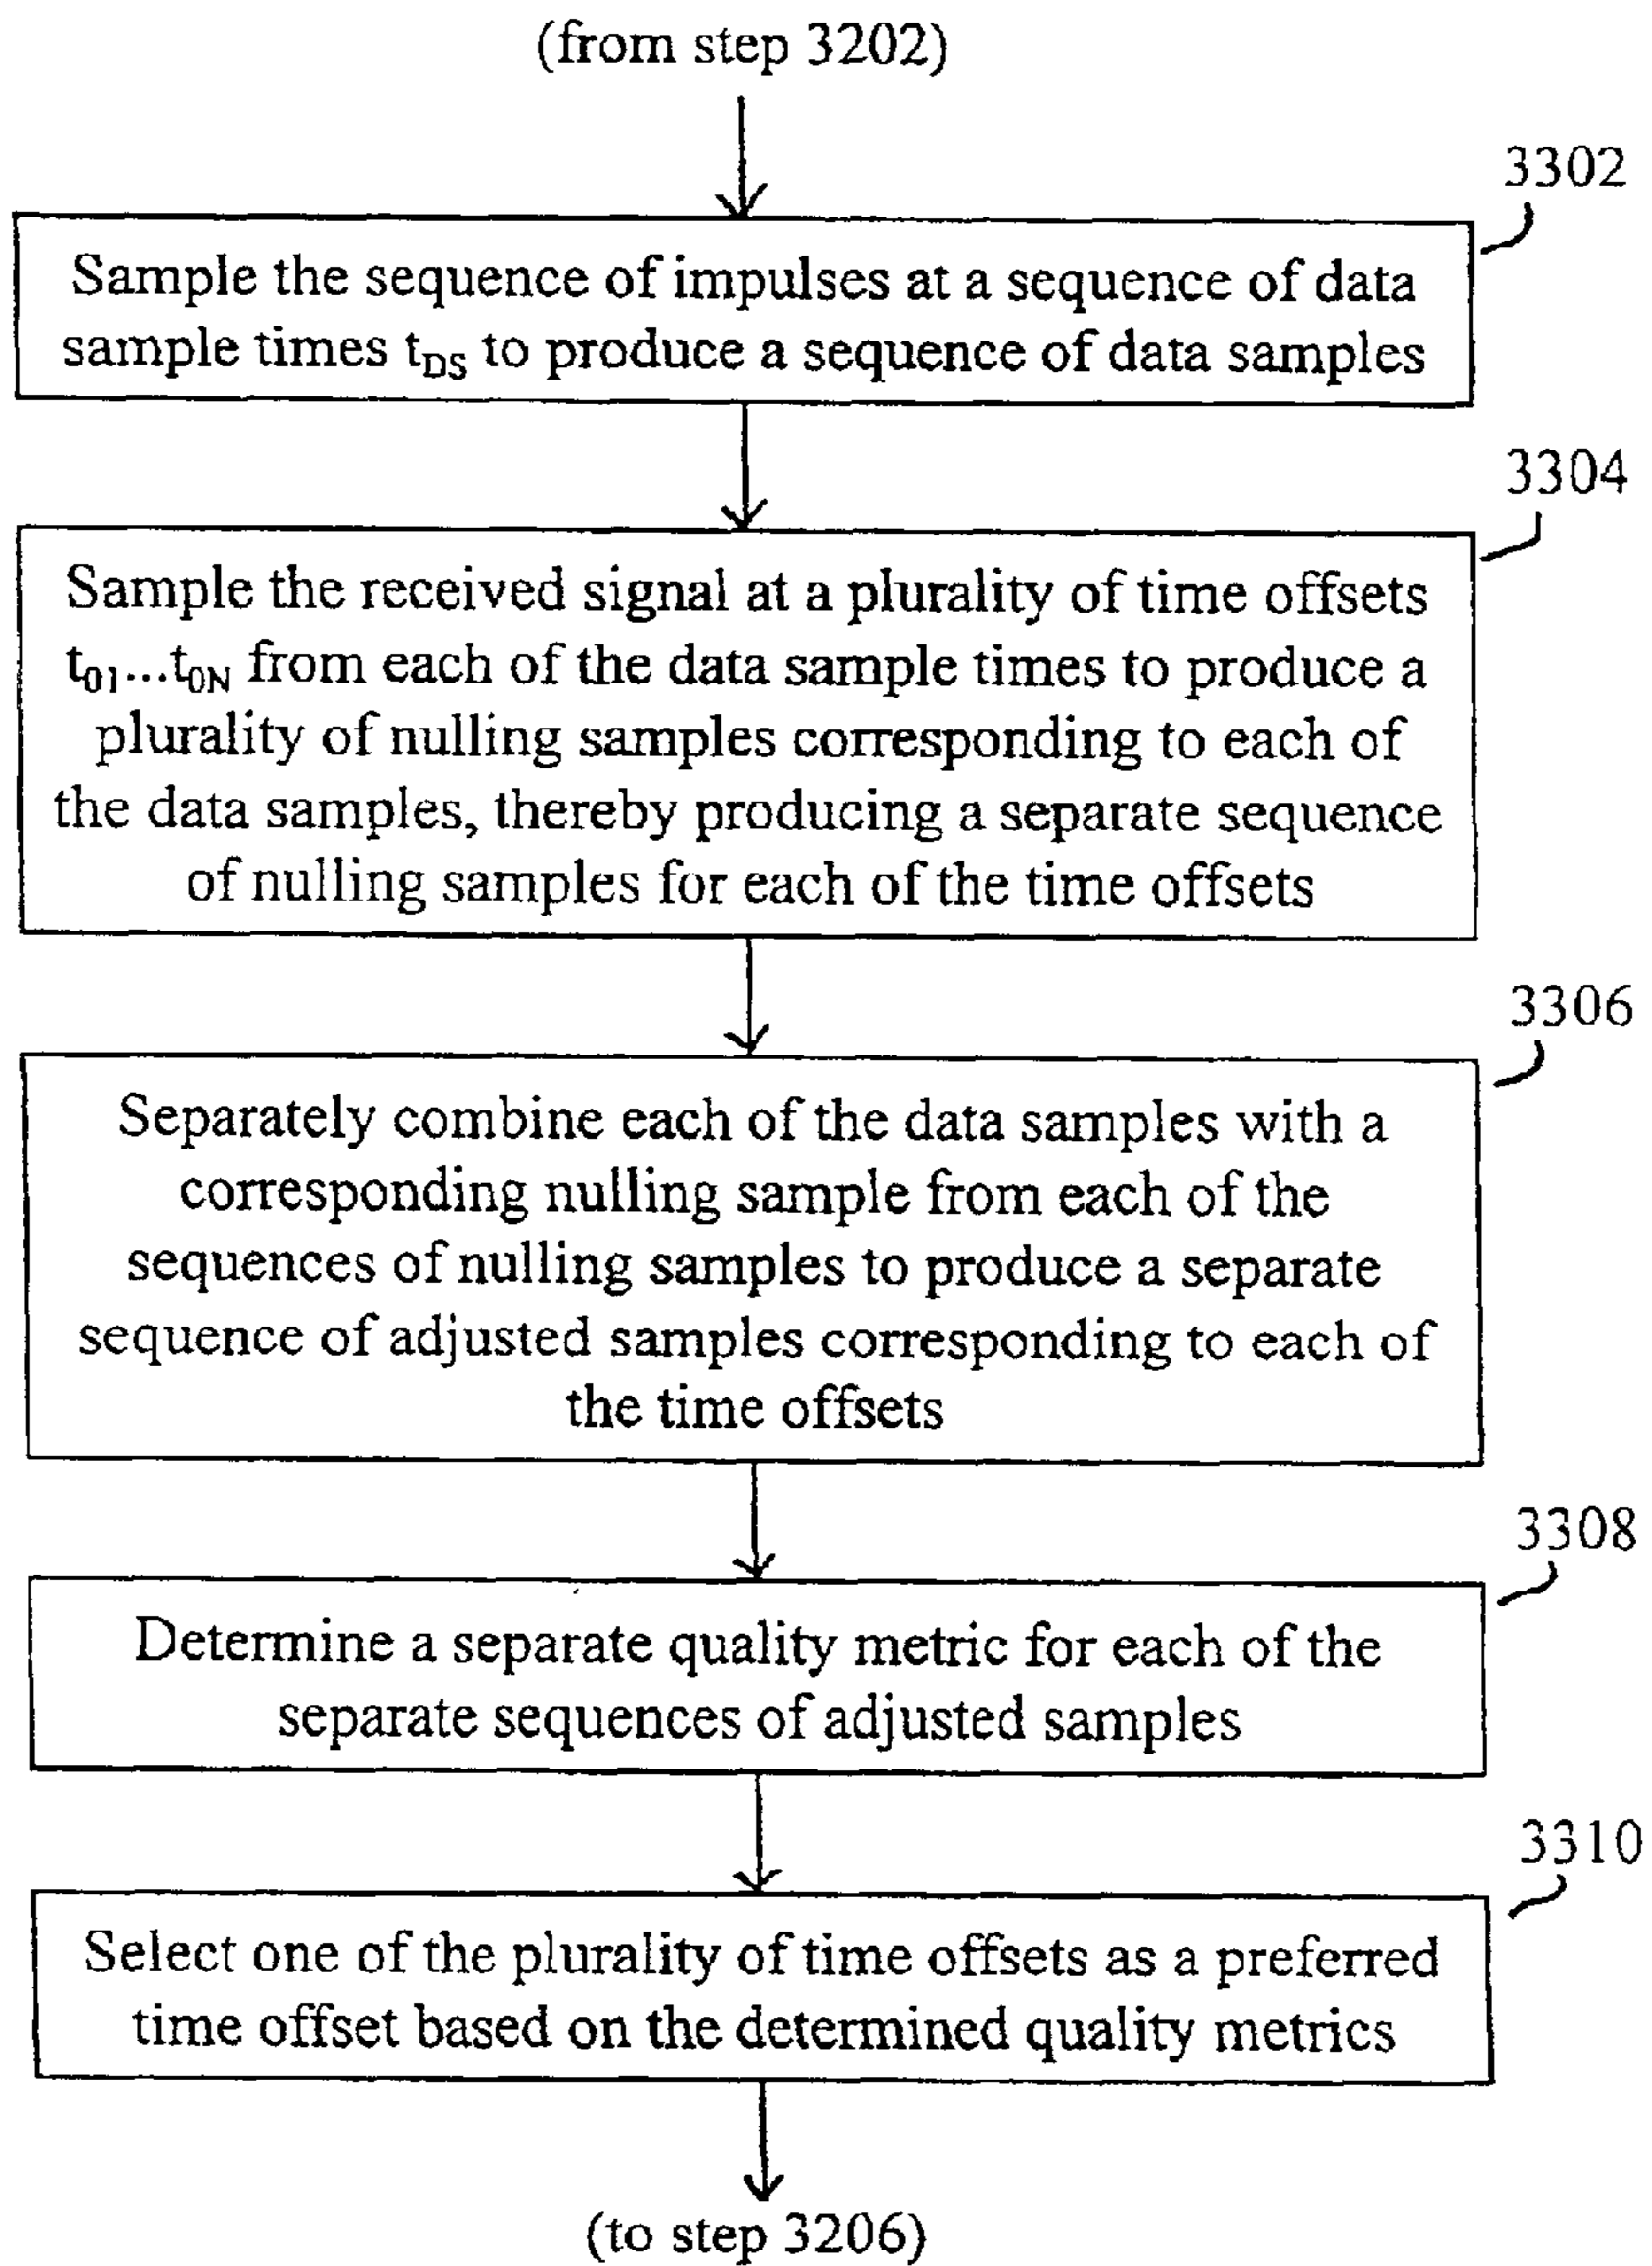 (from step 3202)
3302
Sample the sequence of impulses at a sequence of data
sample times t_DS to produce a sequence of data samples
3304
Sample the received signal at a plurality of time offsets
t_01...t_0N from each of the data sample times to produce a
plurality of nulling samples corresponding to each of
the data samples, thereby producing a separate sequence
of nulling samples for each of the time offsets
3306
Separately combine each of the data samples with a
corresponding nulling sample from each of the
sequences of nulling samples to produce a separate
sequence of adjusted samples corresponding to each of
the time offsets
3308
Determine a separate quality metric for each of the
separate sequences of adjusted samples
3310
Select one of the plurality of time offsets as a preferred
time offset based on the determined quality metrics
(to step 3206)